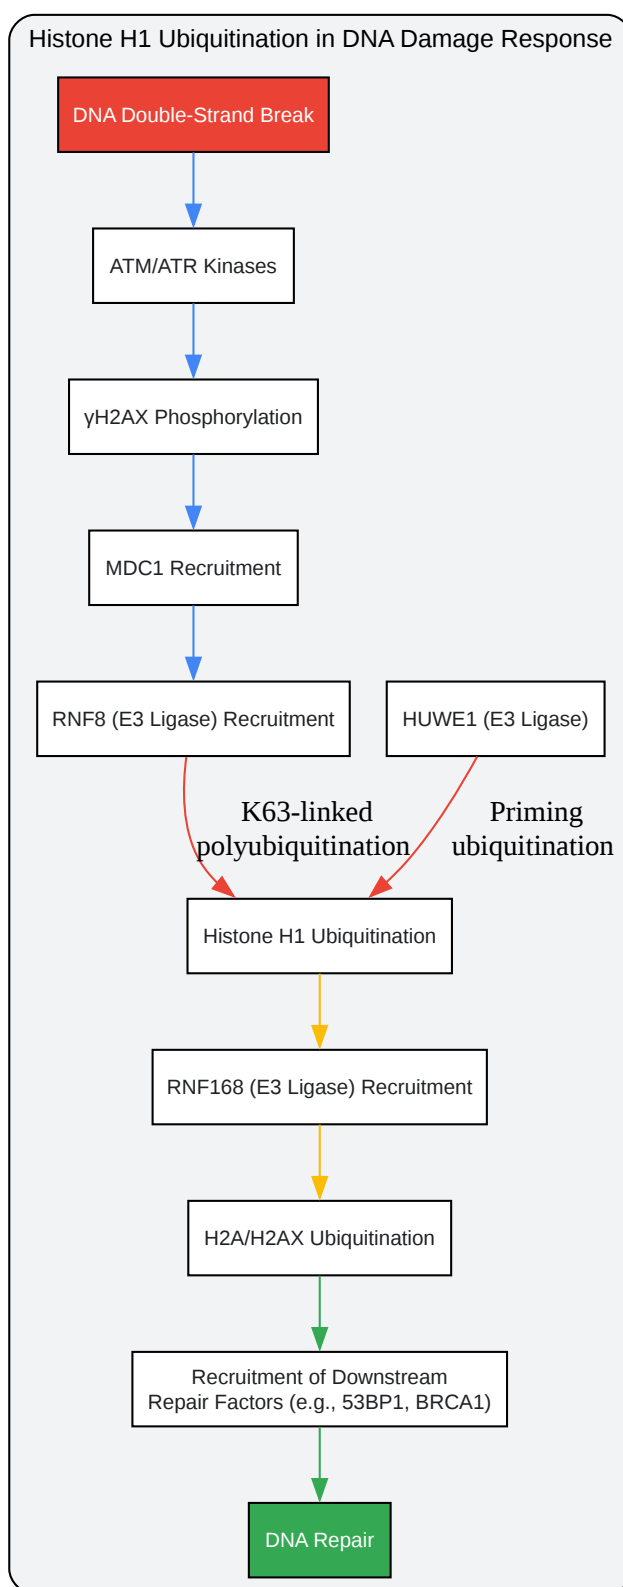 Histone H1 Ubiquitination in DNA Damage Response
DNA Double-Strand Break
ATM/ATR Kinases
γH2AX Phosphorylation
MDC1 Recruitment
RNF8 (E3 Ligase) Recruitment
HUWE1 (E3 Ligase)
K63-linked
polyubiquitination
Priming
ubiquitination
Histone H1 Ubiquitination
RNF168 (E3 Ligase) Recruitment
H2A/H2AX Ubiquitination
Recruitment of Downstream
Repair Factors (e.g., 53BP1, BRCA1)
DNA Repair